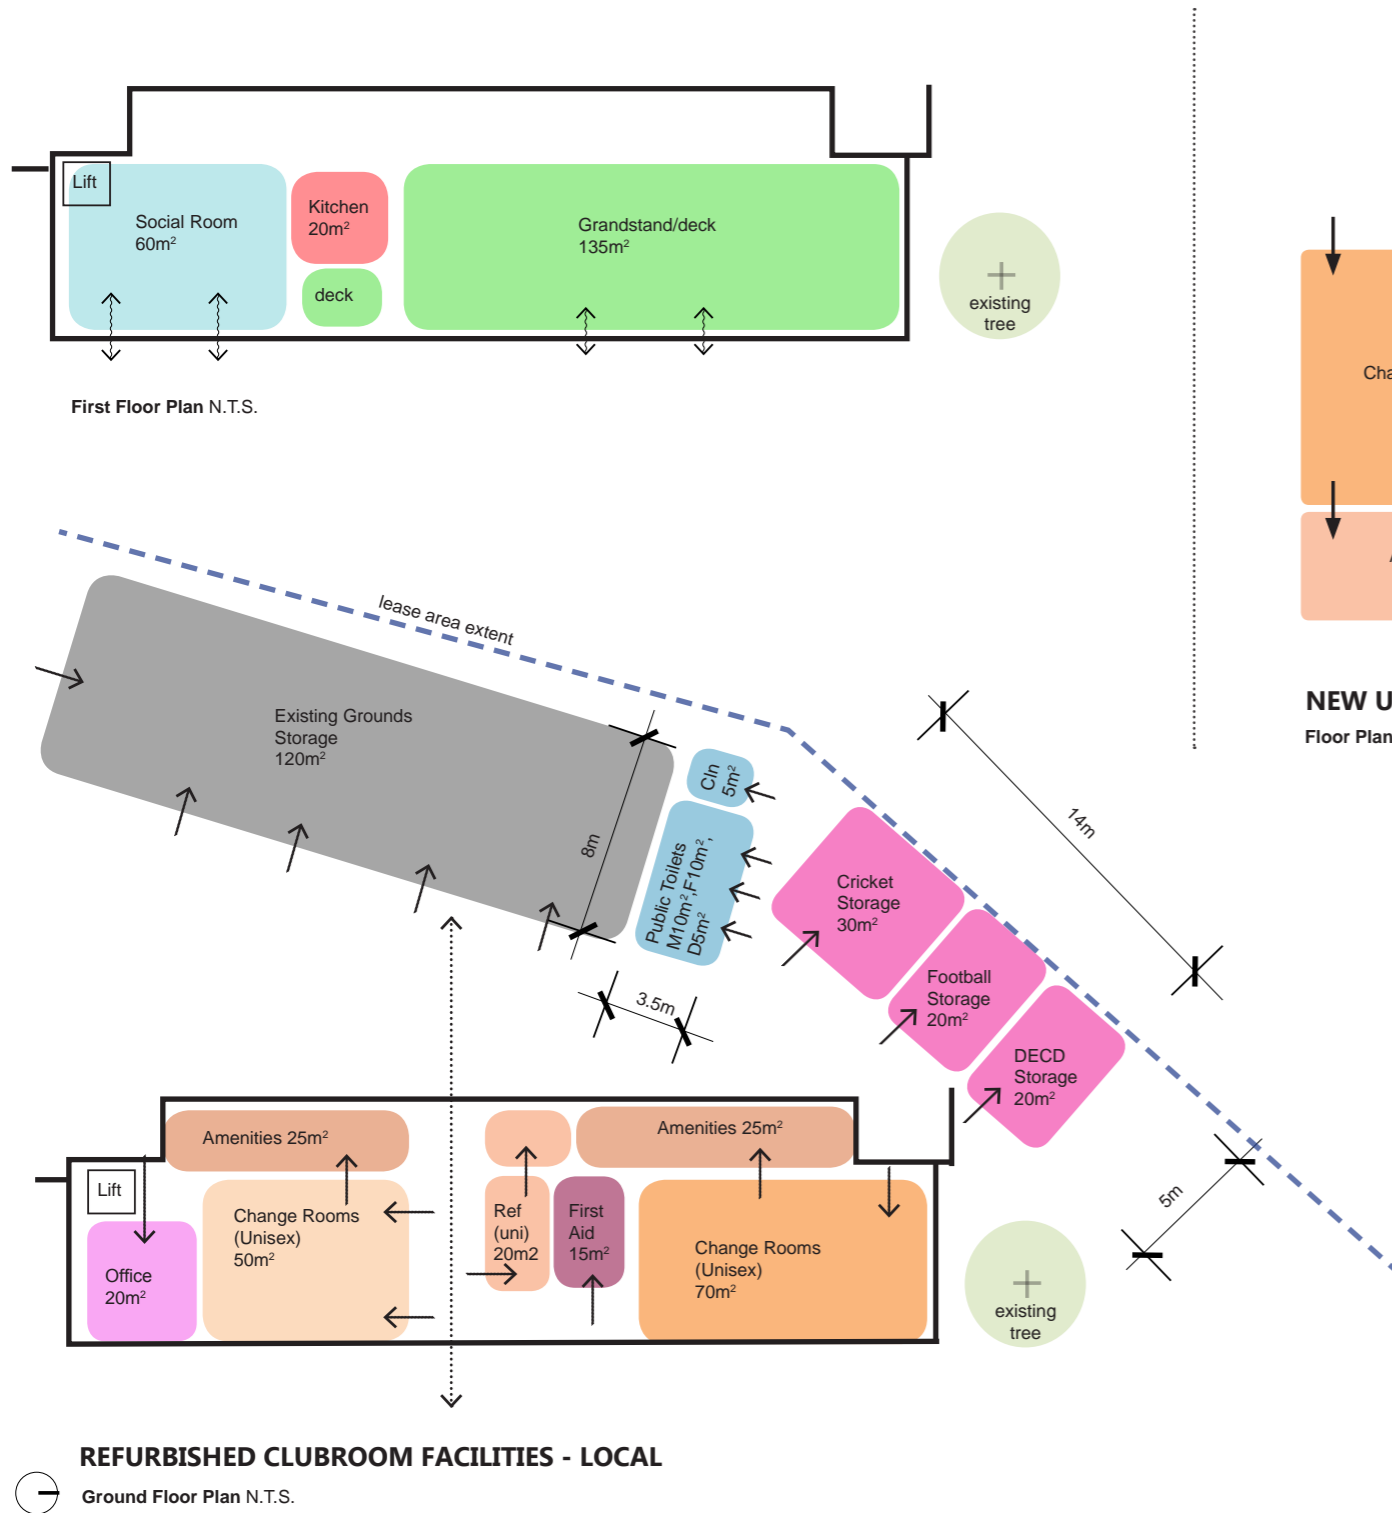 Lift
Social Room
60m²
Kitchen
20m²
deck
Grandstand/deck
135m²
existing
tree
First Floor Plan N.T.S.
lease area extent
Existing Grounds
Storage
120m²
8m
Cln
5m²
Public Toilets
M10m²,F10m²,
D5m²
3.5m
Cricket
Storage
30m²
Football
Storage
20m²
DECD
Storage
20m²
14m
5m
Amenities 25m²
Amenities 25m²
Lift
Office
20m²
Change Rooms
(Unisex)
50m²
Ref
(uni)
20m2
First
Aid
15m²
Change Rooms
(Unisex)
70m²
existing
tree
REFURBISHED CLUBROOM FACILITIES - LOCAL
Ground Floor Plan N.T.S.
Cha
NEW U
Floor Plan